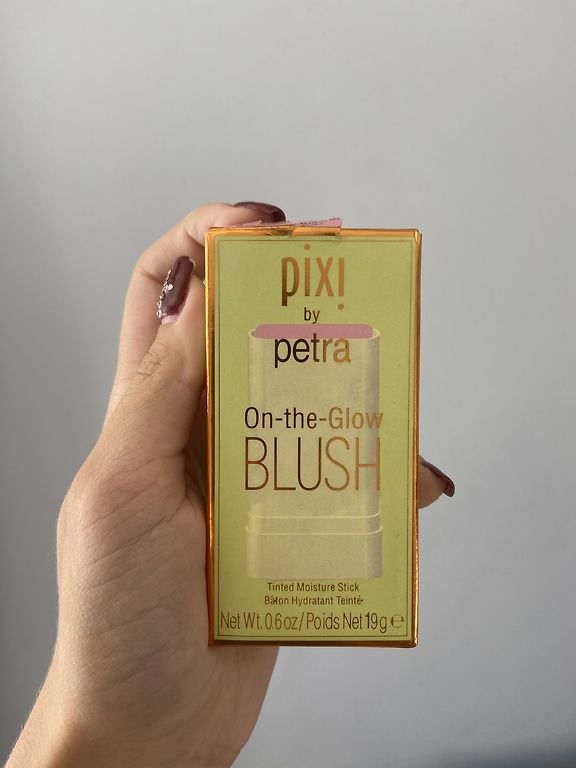 pixi
by
petra
On-the-Glow
BLUSH
Tinted Moisture Stick
Bâton Hydratant Teinté
Net Wt. 0.6 oz/Poids Net 19 g ℮